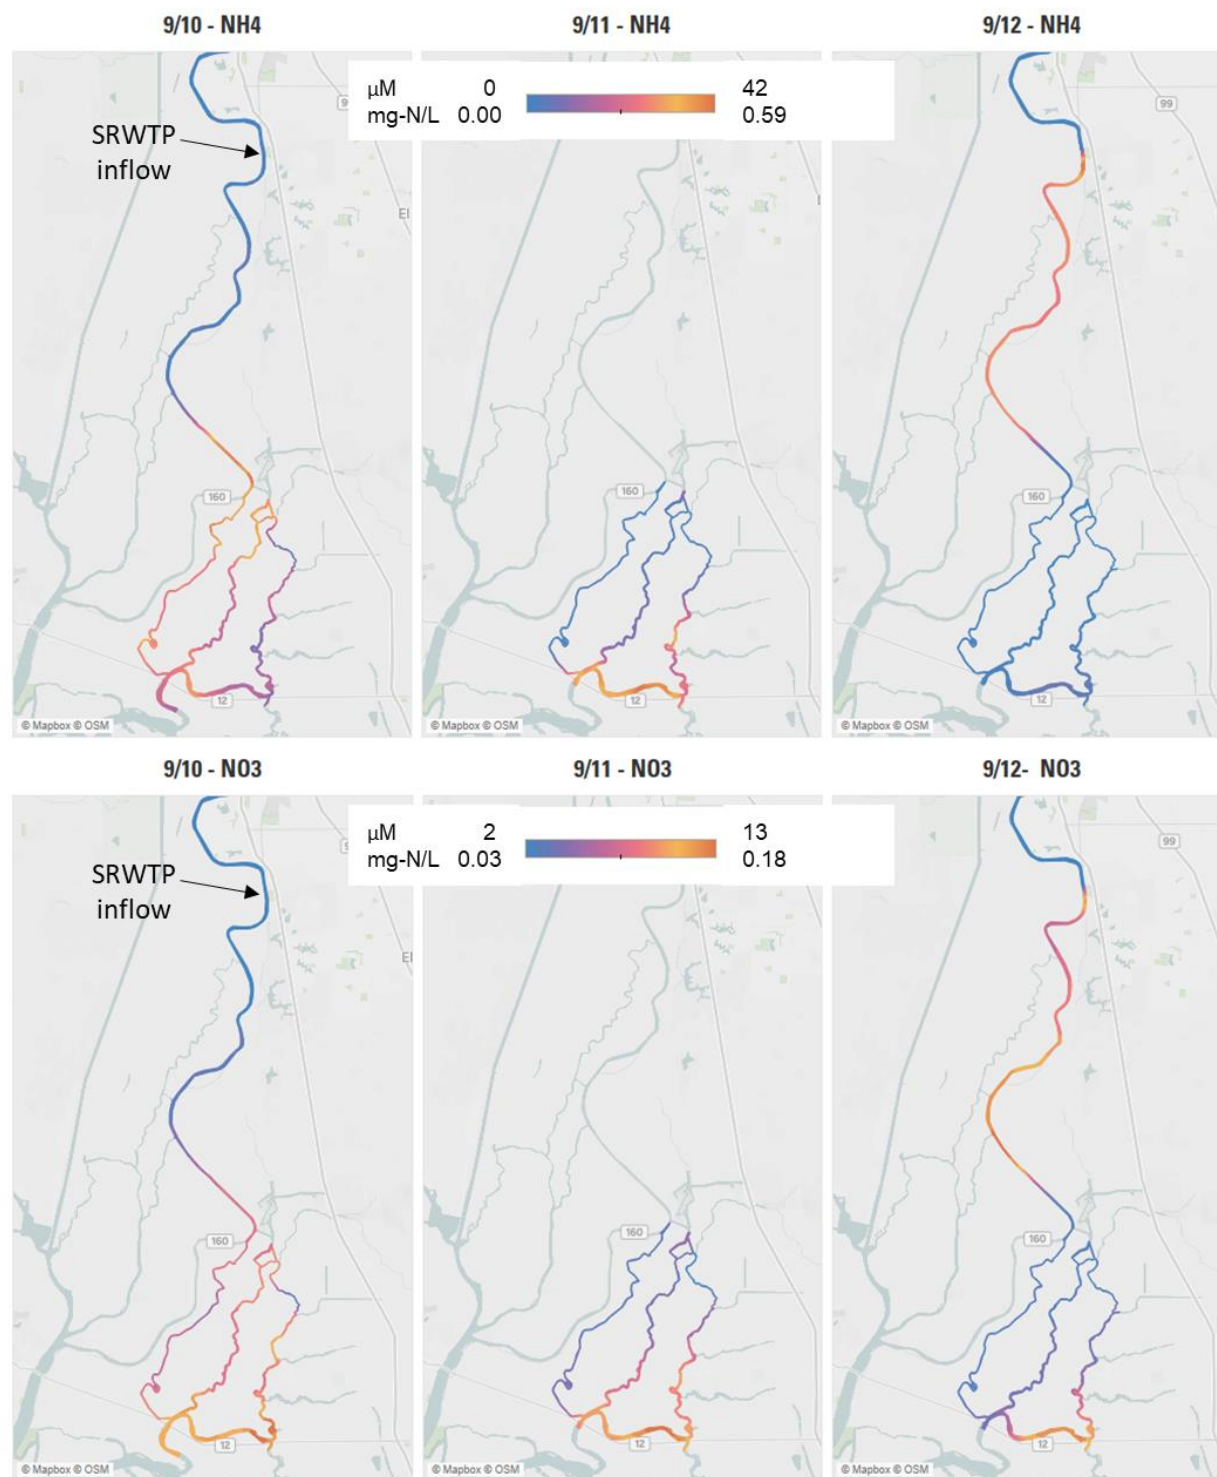 9/10 - NH4
9/11 - NH4
9/12 - NH4
µM 0 42
mg-N/L 0.00 0.59
99
SRWTP
inflow
El
160
160
160
12
12
12
© Mapbox © OSM
© Mapbox © OSM
© Mapbox © OSM
9/10 - NO3
9/11 - NO3
9/12- NO3
µM 2 13
mg-N/L 0.03 0.18
99
SRWTP
inflow
El
160
160
160
12
12
12
© Mapbox © OSM
© Mapbox © OSM
© Mapbox © OSM